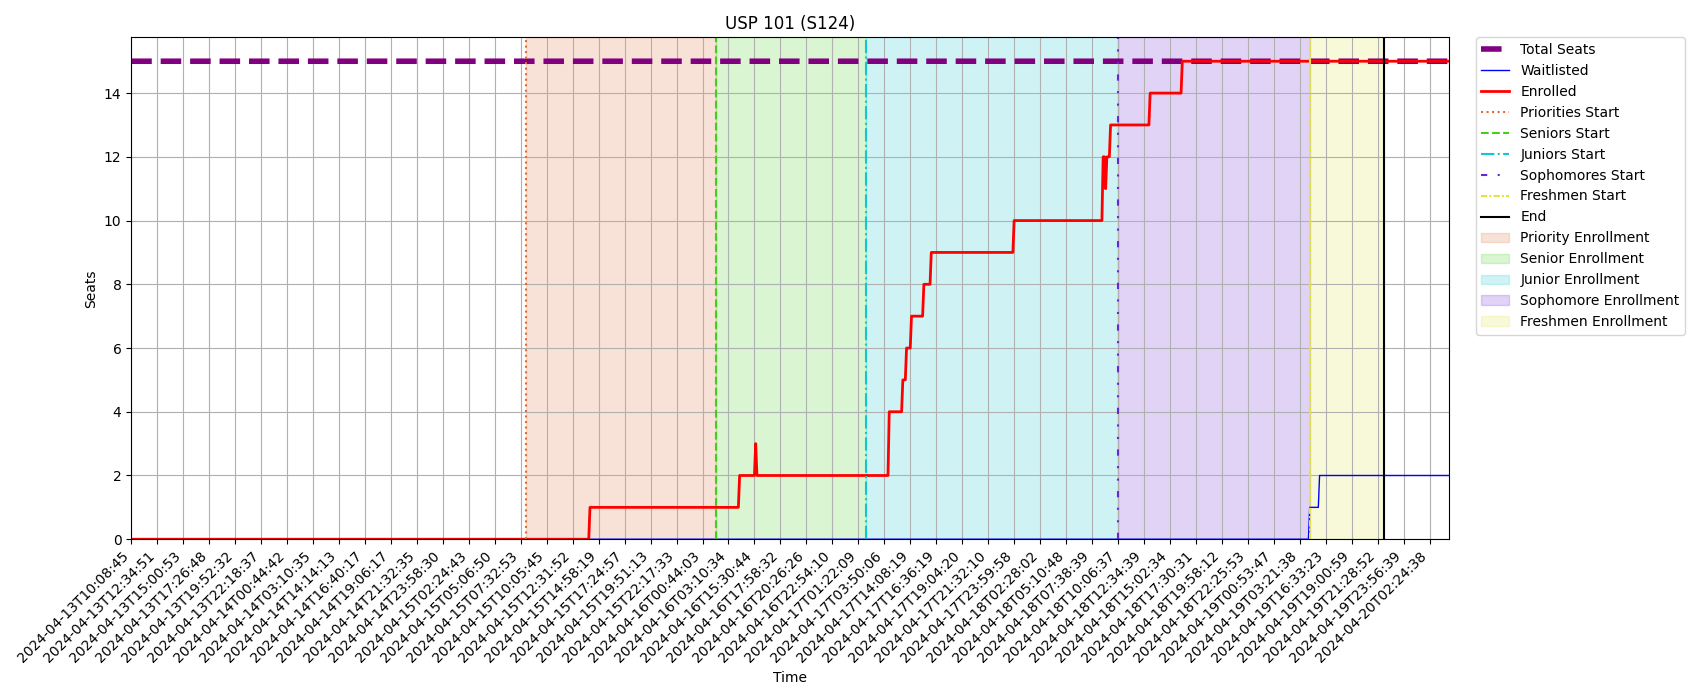 USP 101 (S124)
Seats
14
12
10
8
6
4
2
0
2024-04-13T10:08:45
2024-04-13T12:34:51
2024-04-13T15:00:53
2024-04-13T17:26:48
2024-04-13T19:52:32
2024-04-13T22:18:37
2024-04-14T00:44:42
2024-04-14T03:10:35
2024-04-14T14:14:13
2024-04-14T16:40:17
2024-04-14T19:06:17
2024-04-14T21:32:35
2024-04-14T23:58:30
2024-04-15T02:24:43
2024-04-15T05:06:50
2024-04-15T07:32:53
2024-04-15T10:05:45
2024-04-15T12:31:52
2024-04-15T14:58:19
2024-04-15T17:24:57
2024-04-15T19:51:13
2024-04-15T22:17:33
2024-04-16T00:44:03
2024-04-16T03:10:34
2024-04-16T15:30:44
2024-04-16T17:58:32
2024-04-16T20:26:26
2024-04-16T22:54:10
2024-04-17T01:22:09
2024-04-17T03:50:06
2024-04-17T14:08:19
2024-04-17T16:36:19
2024-04-17T19:04:20
2024-04-17T21:32:10
2024-04-17T23:59:58
2024-04-18T02:28:02
2024-04-18T05:10:48
2024-04-18T07:38:39
2024-04-18T10:06:37
2024-04-18T12:34:39
2024-04-18T15:02:34
2024-04-18T17:30:31
2024-04-18T19:58:12
2024-04-18T22:25:53
2024-04-19T00:53:47
2024-04-19T03:21:38
2024-04-19T16:33:23
2024-04-19T19:00:59
2024-04-19T21:28:52
2024-04-19T23:56:39
2024-04-20T02:24:38
Time
Total Seats
Waitlisted
Enrolled
Priorities Start
Seniors Start
Juniors Start
Sophomores Start
Freshmen Start
End
Priority Enrollment
Senior Enrollment
Junior Enrollment
Sophomore Enrollment
Freshmen Enrollment